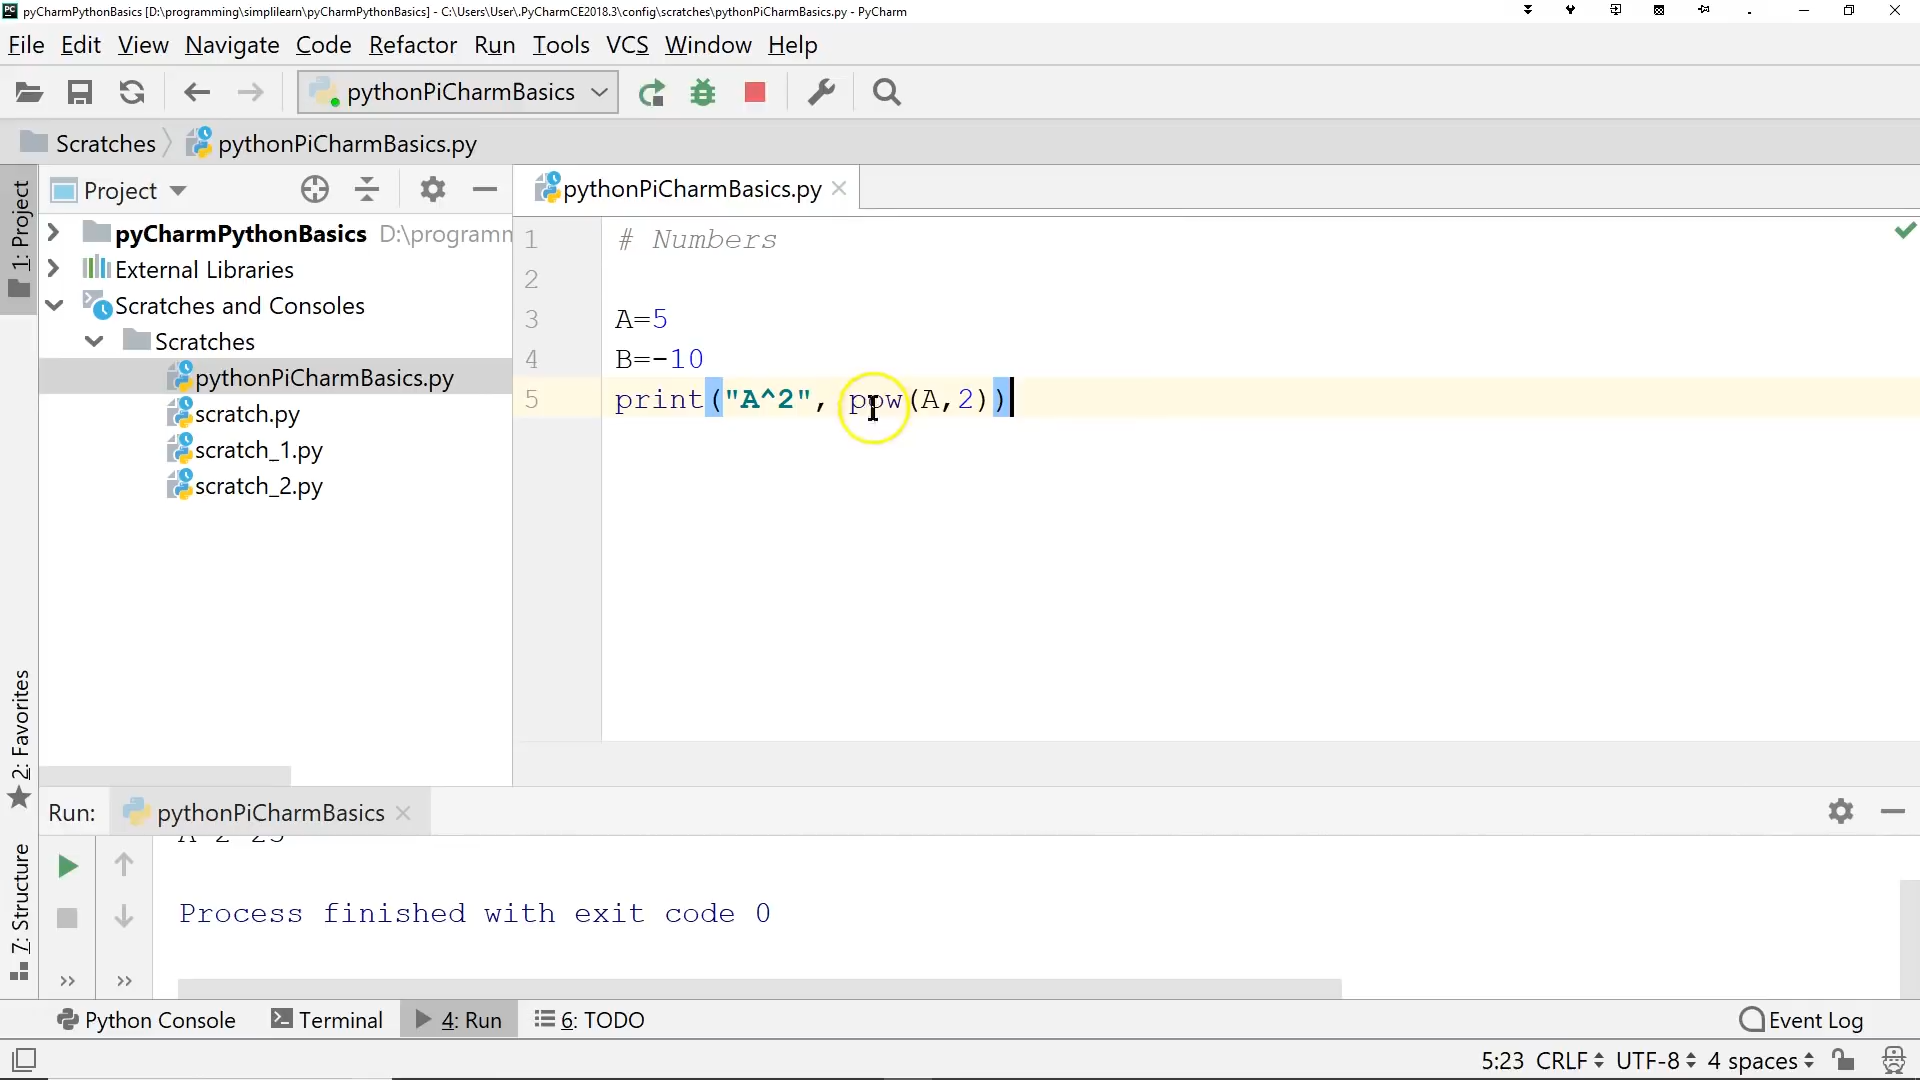 pyCharmPythonBasics [D:\programming\simplilearn\pyCharmPythonBasics] - C:\Users\User\.PyCharmCE2018.3\config\scratches\pythonPiCharmBasics.py - PyCharm
File Edit View Navigate Code Refactor Run Tools VCS Window Help
pythonPiCharmBasics
Scratches pythonPiCharmBasics.py
1: Project
Project
pyCharmPythonBasics D:\programm
External Libraries
Scratches and Consoles
Scratches
pythonPiCharmBasics.py
scratch.py
scratch_1.py
scratch_2.py
pythonPiCharmBasics.py
1 # Numbers
2
3 A=5
4 B=-10
5 print("A^2", pow(A,2))
2: Favorites
7: Structure
Run: pythonPiCharmBasics
Process finished with exit code 0
Python Console Terminal 4: Run 6: TODO Event Log
5:23 CRLF UTF-8 4 spaces